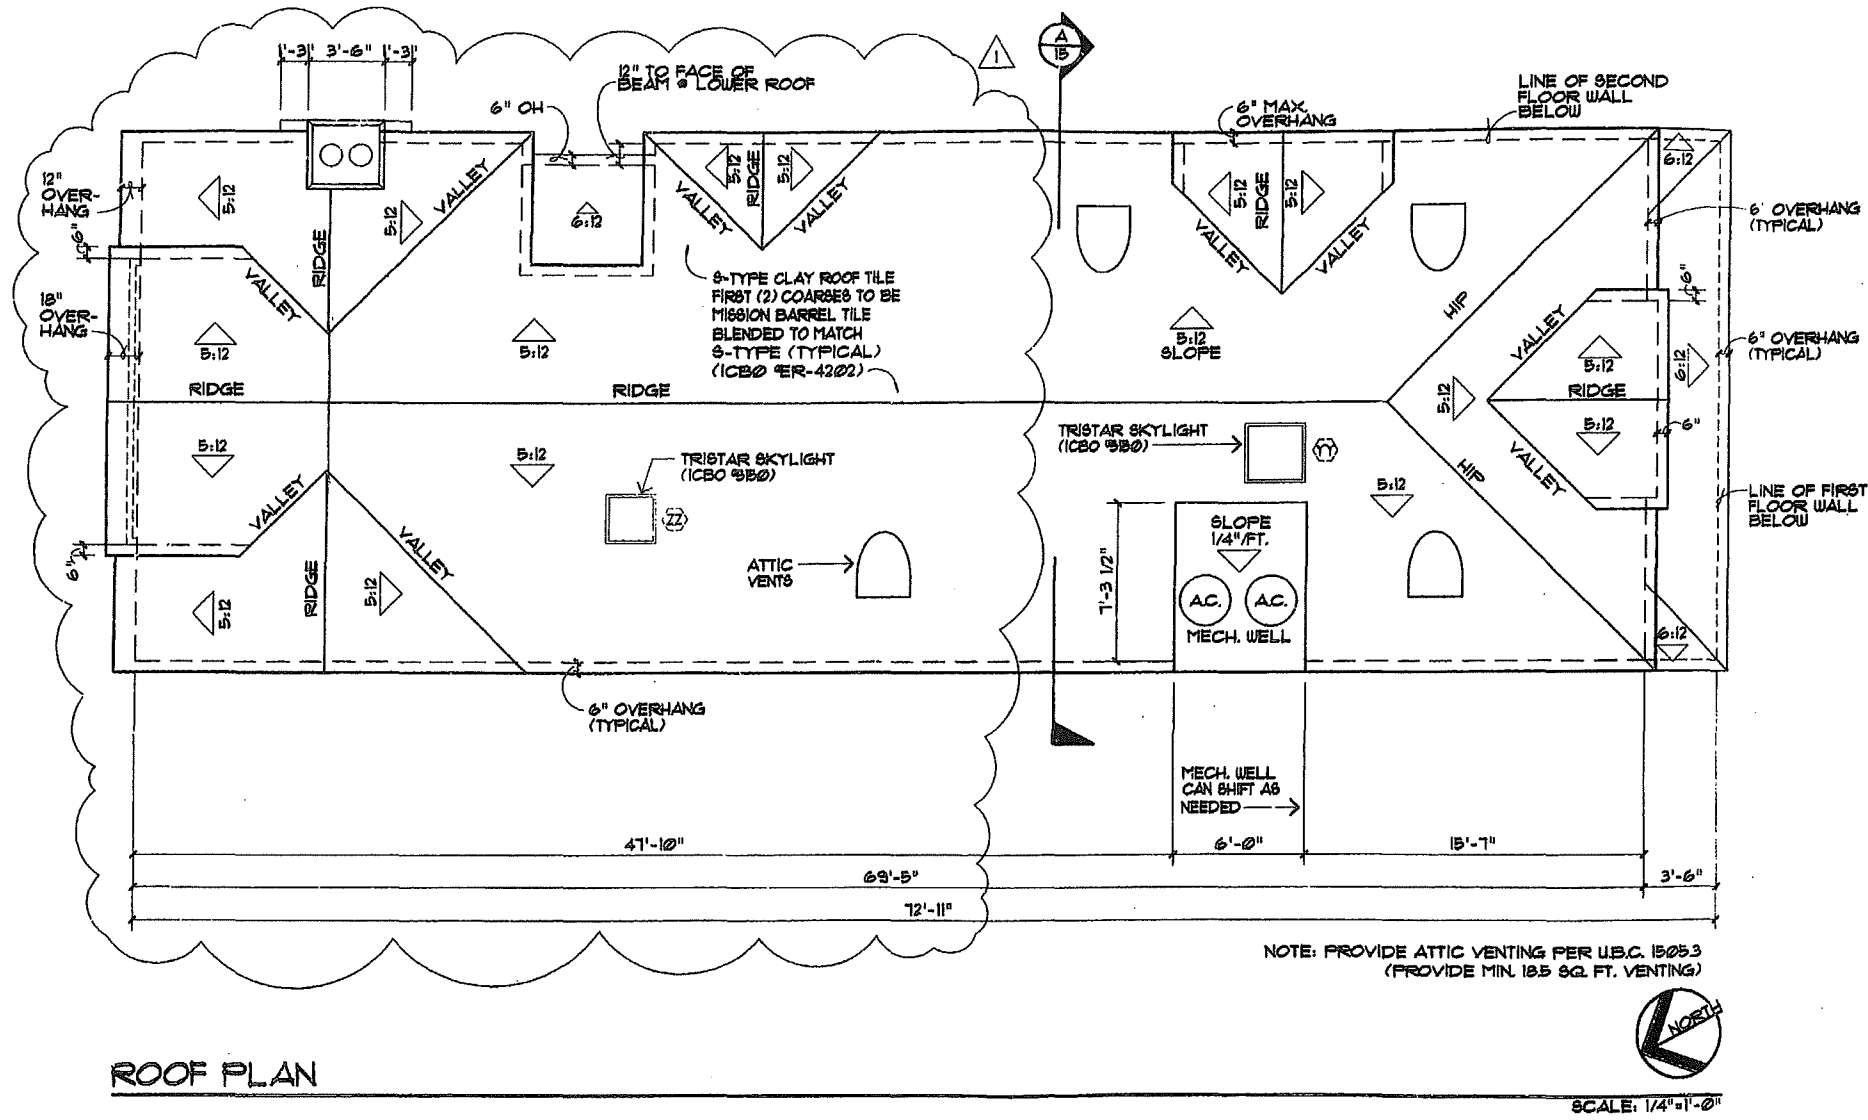 1'-3"
3'-6"
1'-3"
12" TO FACE OF
BEAM @ LOWER ROOF
6" OH
1
A
15
6" MAX.
OVERHANG
LINE OF SECOND
FLOOR WALL
BELOW
12"
OVER-
HANG
5:12
5:12
VALLEY
RIDGE
6:12
VALLEY
5:12
RIDGE
5:12
VALLEY
5:12
RIDGE
5:12
VALLEY
VALLEY
6:12
6' OVERHANG
(TYPICAL)
6"
VALLEY
18"
OVER-
HANG
S-TYPE CLAY ROOF TILE
FIRST (2) COARSES TO BE
MISSION BARREL TILE
BLENDED TO MATCH
S-TYPE (TYPICAL)
(ICBO #ER-4202)
5:12
5:12
5:12
SLOPE
HIP
6"
VALLEY
5:12
6:12
6" OVERHANG
(TYPICAL)
RIDGE
RIDGE
5:12
RIDGE
5:12
6"
5:12
5:12
VALLEY
TRISTAR SKYLIGHT
ZZ
TRISTAR SKYLIGHT
YY
HIP
VALLEY
5:12
LINE OF FIRST
FLOOR WALL
BELOW
6"
VALLEY
RIDGE
5:12
5:12
ATTIC
VENTS
SLOPE
1/4"/FT.
7'-3 1/2"
A.C.
A.C.
MECH. WELL
6:12
6" OVERHANG
(TYPICAL)
MECH. WELL
CAN SHIFT AS
NEEDED
47'-10"
6'-0"
15'-7"
69'-5"
3'-6"
72'-11"
NOTE: PROVIDE ATTIC VENTING PER U.B.C. 1505.3
(PROVIDE MIN. 18.5 SQ. FT. VENTING)
NORTH
ROOF PLAN
SCALE: 1/4"=1'-0"